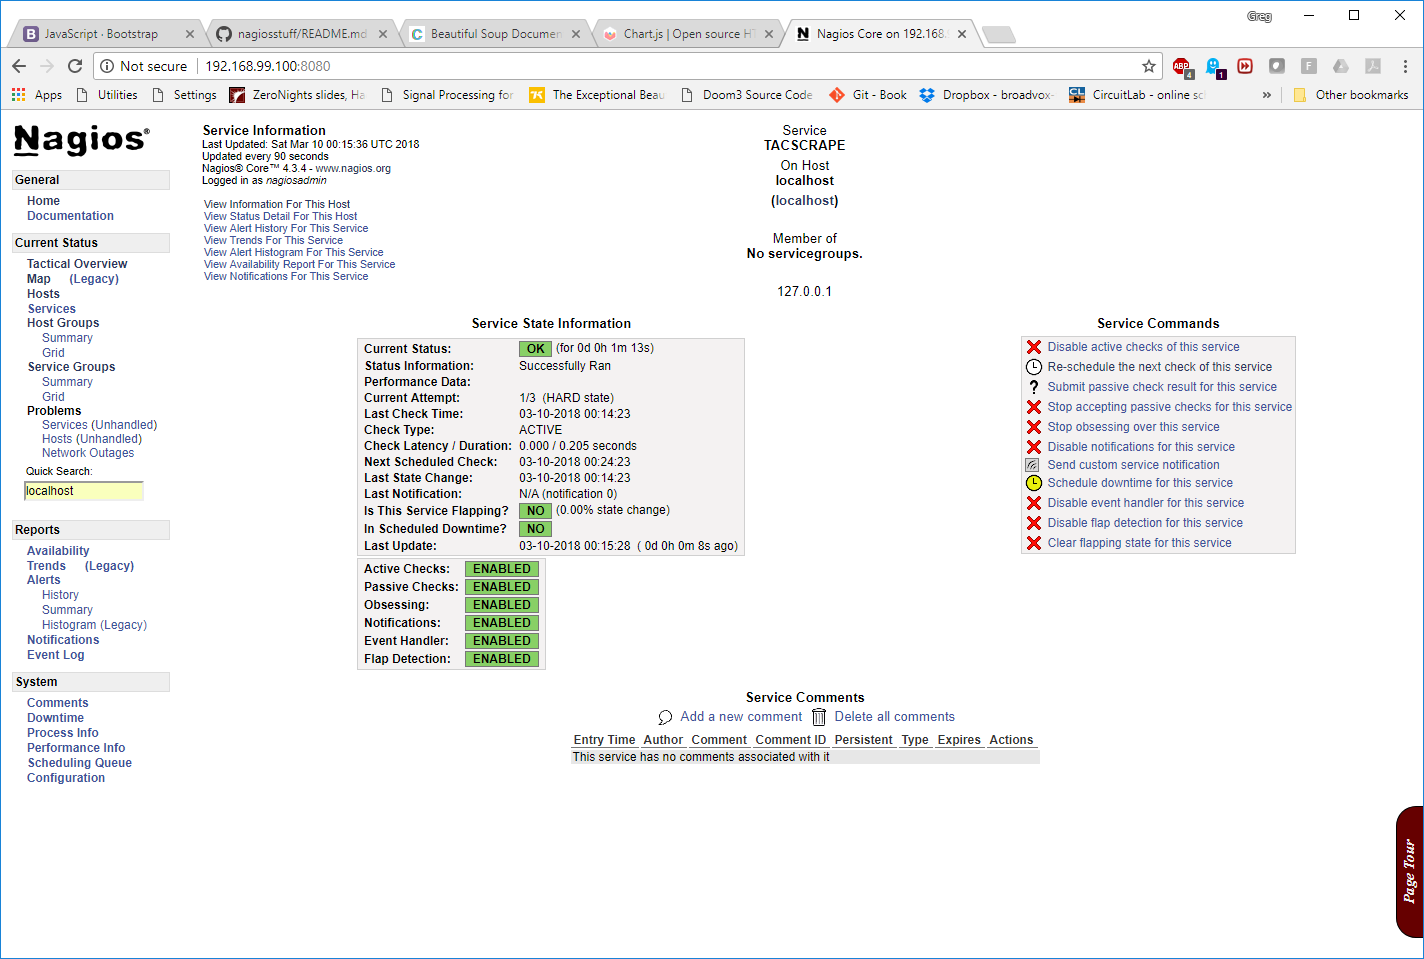 Greg
JavaScript · Bootstrap
nagiosstuff/README.md
Beautiful Soup Documen
Chart.js | Open source HT
Nagios Core on 192.168.
Not secure
192.168.99.100:8080
ABP
4
1
F
Apps
Utilities
Settings
ZeroNights slides, Ha
Signal Processing for
The Exceptional Beau
Doom3 Source Code
Git - Book
Dropbox - broadvox-
CL
CircuitLab - online sc
»
Other bookmarks
Nagios®
General
Home
Documentation
Current Status
Tactical Overview
Map (Legacy)
Hosts
Services
Host Groups
Summary
Grid
Service Groups
Summary
Grid
Problems
Services (Unhandled)
Hosts (Unhandled)
Network Outages
Quick Search:
localhost
Reports
Availability
Trends (Legacy)
Alerts
History
Summary
Histogram (Legacy)
Notifications
Event Log
System
Comments
Downtime
Process Info
Performance Info
Scheduling Queue
Configuration
Service Information
Last Updated: Sat Mar 10 00:15:36 UTC 2018
Updated every 90 seconds
Nagios® Core™ 4.3.4 - www.nagios.org
Logged in as nagiosadmin
View Information For This Host
View Status Detail For This Host
View Alert History For This Service
View Trends For This Service
View Alert Histogram For This Service
View Availability Report For This Service
View Notifications For This Service
Service
TACSCRAPE
On Host
localhost
(localhost)
Member of
No servicegroups.
127.0.0.1
Service State Information
Current Status: OK (for 0d 0h 1m 13s)
Status Information: Successfully Ran
Performance Data:
Current Attempt: 1/3 (HARD state)
Last Check Time: 03-10-2018 00:14:23
Check Type: ACTIVE
Check Latency / Duration: 0.000 / 0.205 seconds
Next Scheduled Check: 03-10-2018 00:24:23
Last State Change: 03-10-2018 00:14:23
Last Notification: N/A (notification 0)
Is This Service Flapping? NO (0.00% state change)
In Scheduled Downtime? NO
Last Update: 03-10-2018 00:15:28 ( 0d 0h 0m 8s ago)
Active Checks: ENABLED
Passive Checks: ENABLED
Obsessing: ENABLED
Notifications: ENABLED
Event Handler: ENABLED
Flap Detection: ENABLED
Service Commands
Disable active checks of this service
Re-schedule the next check of this service
? Submit passive check result for this service
Stop accepting passive checks for this service
Stop obsessing over this service
Disable notifications for this service
Send custom service notification
Schedule downtime for this service
Disable event handler for this service
Disable flap detection for this service
Clear flapping state for this service
Service Comments
Add a new comment Delete all comments
Entry Time Author Comment Comment ID Persistent Type Expires Actions
This service has no comments associated with it
Page Tour